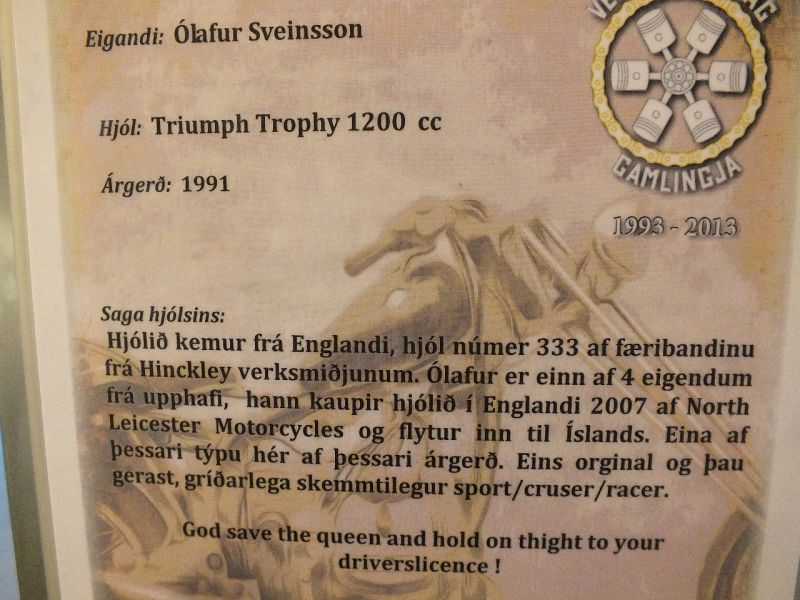 Eigandi: Ólafur Sveinsson
Hjól: Triumph Trophy 1200 cc
Árgerð: 1991
GAMLINGJA
1993 - 2013
Saga hjólsins:
Hjólið kemur frá Englandi, hjól númer 333 af færibandinu
frá Hinckley verksmiðjunum. Ólafur er einn af 4 eigendum
frá upphafi, hann kaupir hjólið í Englandi 2007 af North
Leicester Motorcycles og flytur inn til Íslands. Eina af
þessari týpu hér af þessari árgerð. Eins orginal og þau
gerast, gríðarlega skemmtilegur sport/cruser/racer.
God save the queen and hold on thight to your
driverslicence !